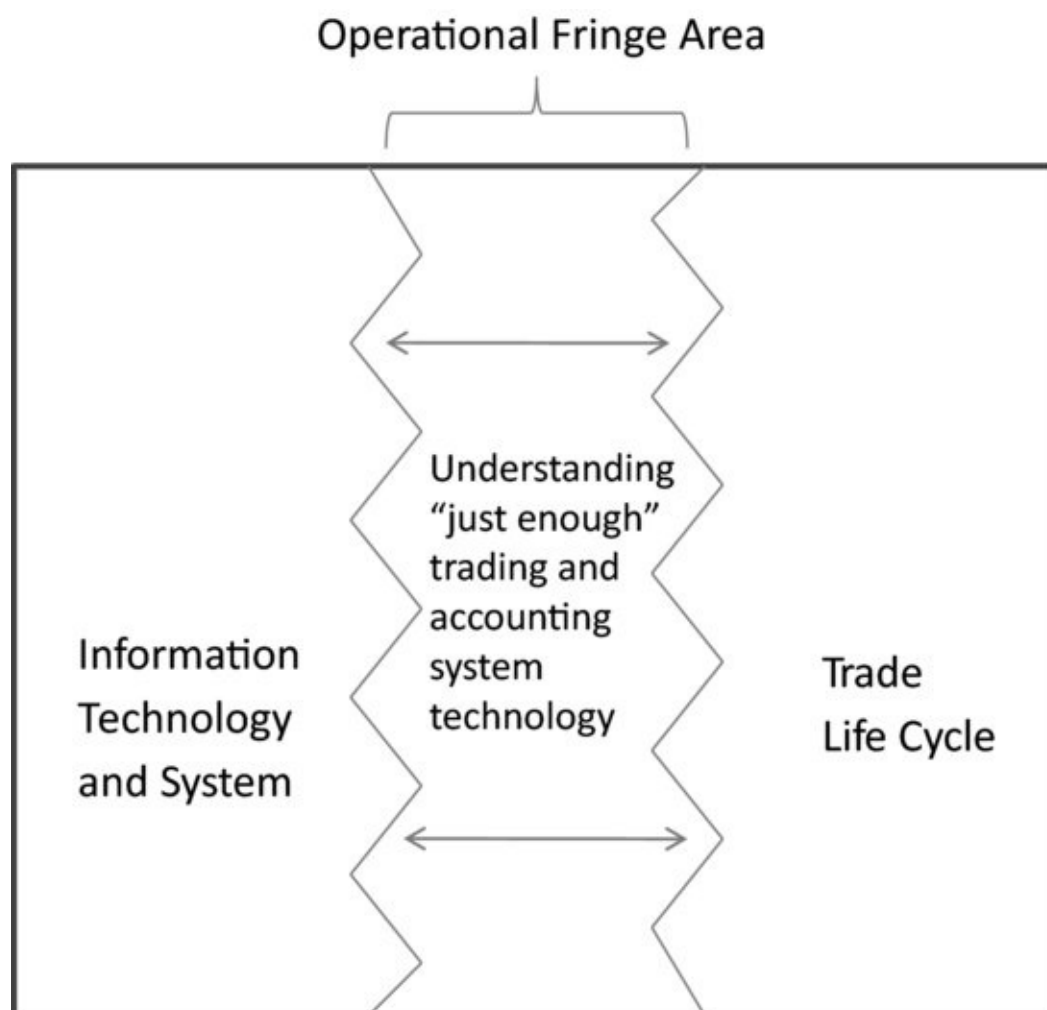 Operational Fringe Area
Understanding
“just enough”
trading and
accounting
system
technology
Information
Technology
and System
Trade
Life Cycle